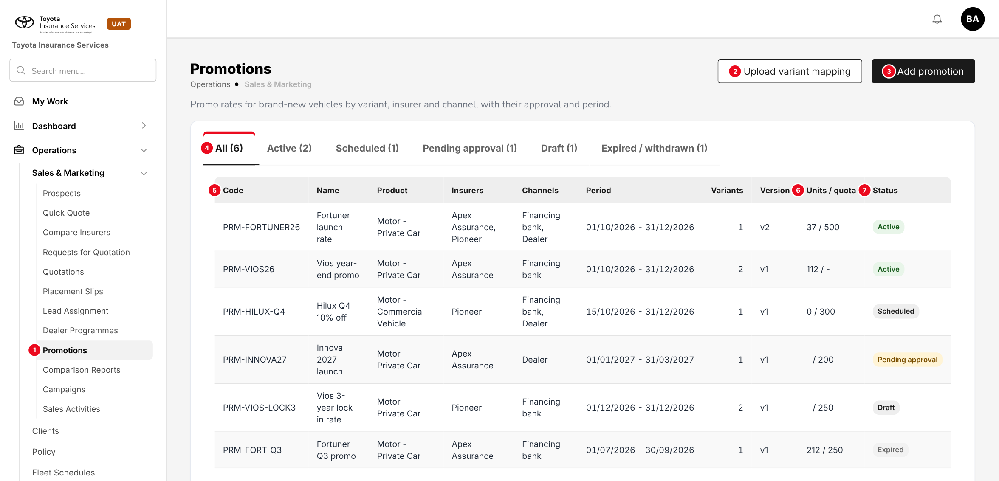 Toyota
Insurance Services
UAT
Toyota Insurance Services
Search menu...
My Work
Dashboard
Operations
Sales & Marketing
Prospects
Quick Quote
Compare Insurers
Requests for Quotation
Quotations
Placement Slips
Lead Assignment
Dealer Programmes
1 Promotions
Comparison Reports
Campaigns
Sales Activities
Clients
Policy
Fleet Schedules
BA
Promotions
Operations • Sales & Marketing
Promo rates for brand-new vehicles by variant, insurer and channel, with their approval and period.
2 Upload variant mapping
3 Add promotion
4 All (6) Active (2) Scheduled (1) Pending approval (1) Draft (1) Expired / withdrawn (1)
5 Code Name Product Insurers Channels Period Variants Version 6 Units / quota 7 Status
PRM-FORTUNER26
Fortuner
launch
rate
Motor -
Private Car
Apex
Assurance,
Pioneer
Financing
bank,
Dealer
01/10/2026 - 31/12/2026
1
v2
37 / 500
Active
PRM-VIOS26
Vios year-
end promo
Motor -
Private Car
Apex
Assurance
Financing
bank
01/10/2026 - 31/12/2026
2
v1
112 / -
Active
PRM-HILUX-Q4
Hilux Q4
10% off
Motor -
Commercial
Vehicle
Pioneer
Financing
bank,
Dealer
15/10/2026 - 31/12/2026
1
v1
0 / 300
Scheduled
PRM-INNOVA27
Innova
2027
launch
Motor -
Private Car
Apex
Assurance
Dealer
01/01/2027 - 31/03/2027
1
v1
- / 200
Pending approval
PRM-VIOS-LOCK3
Vios 3-
year lock-
in rate
Motor -
Private Car
Pioneer
Financing
bank
01/12/2026 - 31/12/2026
2
v1
- / 250
Draft
PRM-FORT-Q3
Fortuner
Q3 promo
Motor -
Private Car
Apex
Assurance
Financing
bank
01/07/2026 - 30/09/2026
1
v1
212 / 250
Expired